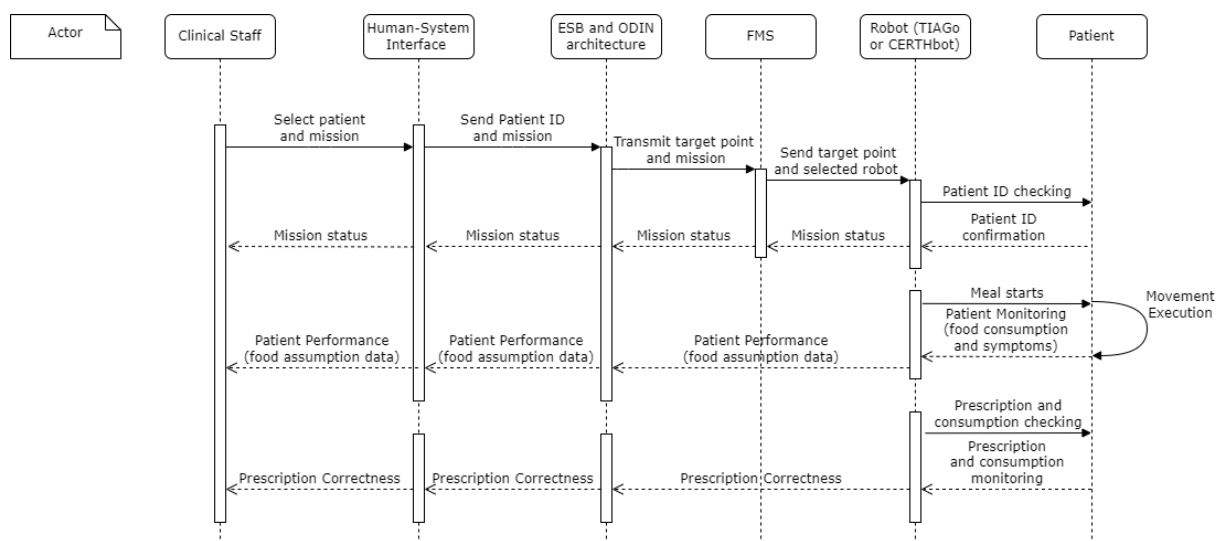 Actor
Clinical Staff
Human-System
Interface
ESB and ODIN
architecture
FMS
Robot (TIAGo
or CERTHbot)
Patient
Select patient
and mission
Send Patient ID
and mission
Transmit target point
and mission
Send target point
and selected robot
Patient ID checking
Patient ID
confirmation
Mission status
Mission status
Mission status
Mission status
Meal starts
Movement
Execution
Patient Monitoring
(food consumption
and symptoms)
Patient Performance
(food assumption data)
Patient Performance
(food assumption data)
Patient Performance
(food assumption data)
Prescription and
consumption checking
Prescription
and consumption
monitoring
Prescription Correctness
Prescription Correctness
Prescription Correctness